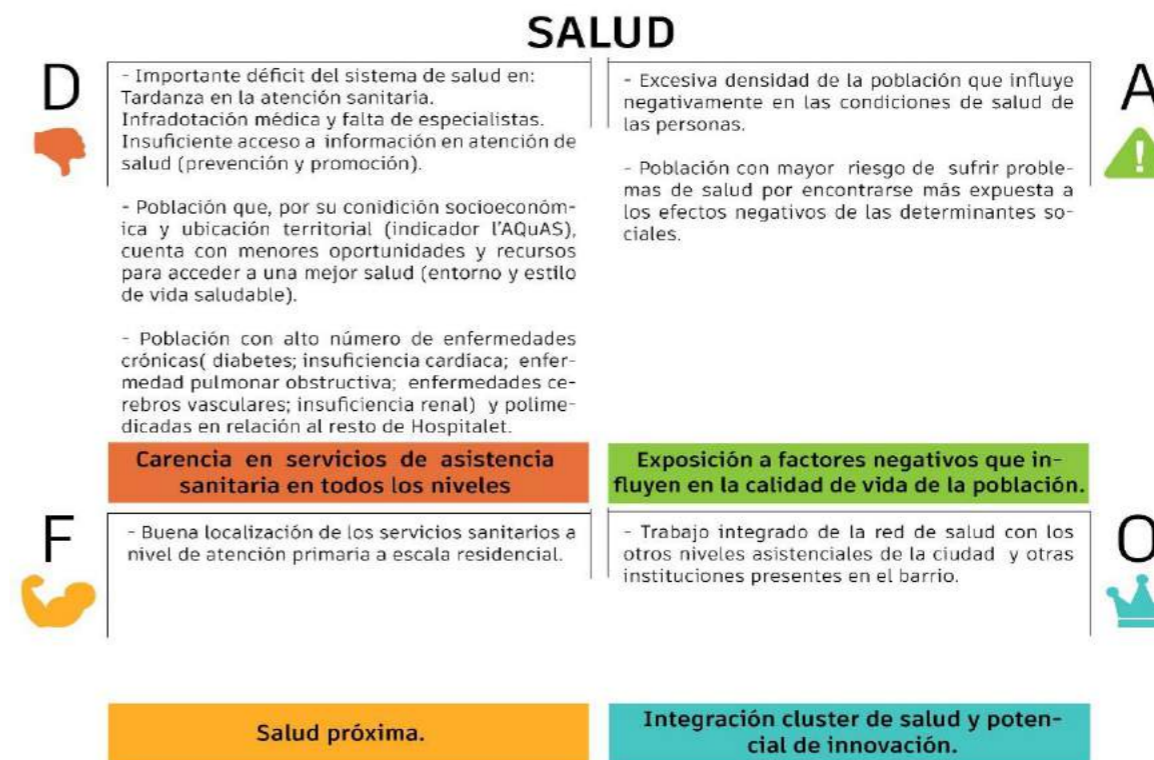 SALUD
D
- Importante déficit del sistema de salud en:
Tardanza en la atención sanitaria.
Infradotación médica y falta de especialistas.
Insuficiente acceso a información en atención de
salud (prevención y promoción).
- Población que, por su conidición socioeconóm-
ica y ubicación territorial (indicador l'AQuAS),
cuenta con menores oportunidades y recursos
para acceder a una mejor salud (entorno y estilo
de vida saludable).
- Población con alto número de enfermedades
crónicas( diabetes; insuficiencia cardíaca; enfer-
medad pulmonar obstructiva; enfermedades ce-
rebros vasculares; insuficiencia renal) y polime-
dicadas en relación al resto de Hospitalet.
Carencia en servicios de asistencia
sanitaria en todos los niveles
A
- Excesiva densidad de la población que influye
negativamente en las condiciones de salud de
las personas.
- Población con mayor riesgo de sufrir proble-
mas de salud por encontrarse más expuesta a
los efectos negativos de las determinantes so-
ciales.
!
Exposición a factores negativos que in-
fluyen en la calidad de vida de la población.
F
- Buena localización de los servicios sanitarios a
nivel de atención primaria a escala residencial.
Salud próxima.
O
- Trabajo integrado de la red de salud con los
otros niveles asistenciales de la ciudad y otras
instituciones presentes en el barrio.
Integración cluster de salud y poten-
cial de innovación.